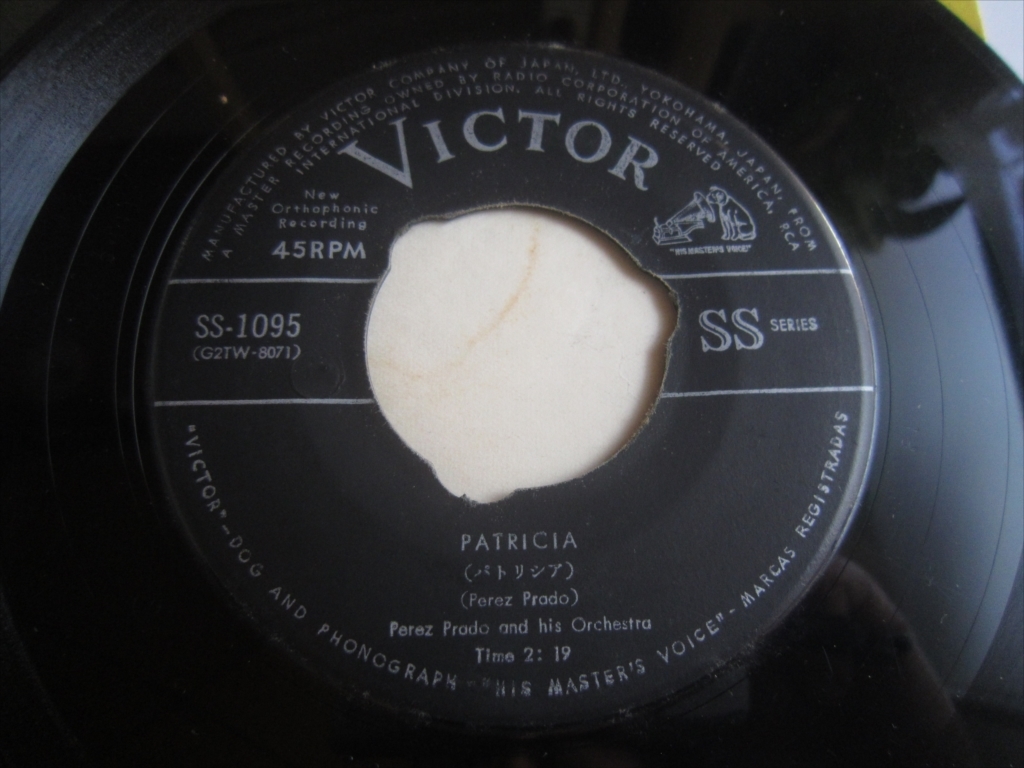 MANUFACTURED BY VICTOR COMPANY OF JAPAN, LTD., YOKOHAMA, JAPAN, FROM
A MASTER RECORDING OWNED BY RADIO CORPORATION OF AMERICA, RCA
INTERNATIONAL DIVISION. ALL RIGHTS RESERVED
VICTOR
New
Orthophonic
Recording
45RPM
"HIS MASTER'S VOICE"
SS-1095
(G2TW-8071)
SS SERIES
PATRICIA
(パトリシア)
(Perez Prado)
Perez Prado and his Orchestra
Time 2: 19
"VICTOR"-DOG AND PHONOGRAPH-"HIS MASTER'S VOICE"-MARCAS REGISTRADAS